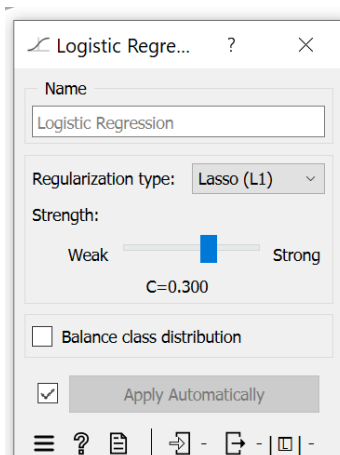 Logistic Regre... ? ×
Name
Logistic Regression
Regularization type: Lasso (L1)
Strength:
Weak Strong
C=0.300
Balance class distribution
Apply Automatically
? - - | L | -